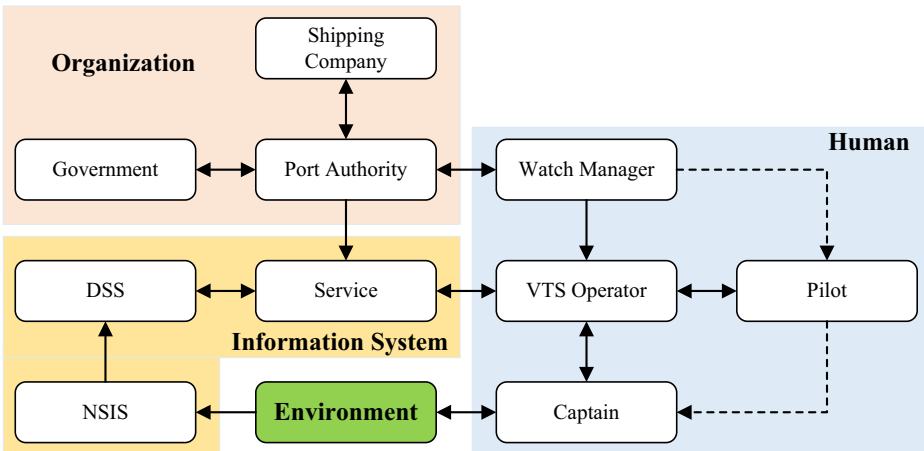 Shipping
Company
Organization
Human
Government
Port Authority
Watch Manager
DSS
Service
VTS Operator
Pilot
Information System
NSIS
Environment
Captain